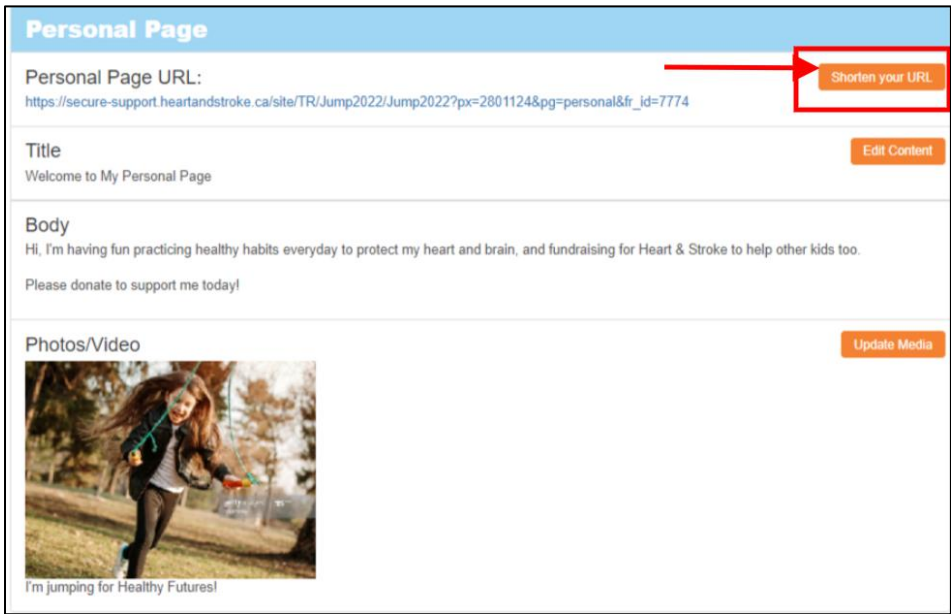 Personal Page
Personal Page URL:
Shorten your URL
https://secure-support.heartandstroke.ca/site/TR/Jump2022/Jump2022?px=2801124&pg=personal&fr_id=7774
Title
Edit Content
Welcome to My Personal Page
Body
Hi, I'm having fun practicing healthy habits everyday to protect my heart and brain, and fundraising for Heart & Stroke to help other kids too.
Please donate to support me today!
Photos/Video
Update Media
I'm jumping for Healthy Futures!